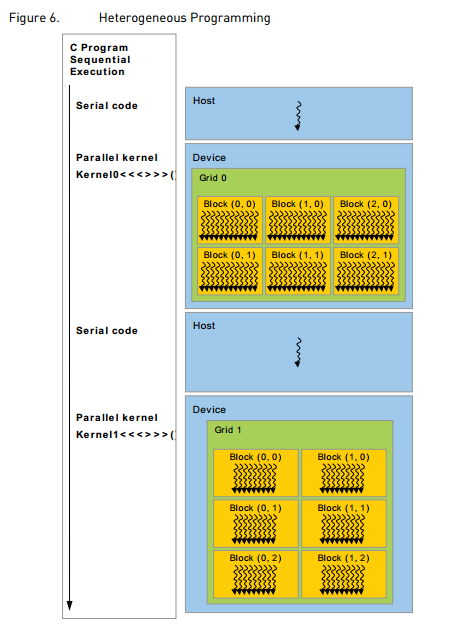 Figure 6. Heterogeneous Programming
C Program
Sequential
Execution
Serial code
Host
Parallel kernel
Kernel0<<<>>>(
Device
Grid 0
Block (0, 0) Block (1, 0) Block (2, 0)
Block (0, 1) Block (1, 1) Block (2, 1)
Serial code
Host
Parallel kernel
Kernel1<<<>>>(
Device
Grid 1
Block (0, 0) Block (1, 0)
Block (0, 1) Block (1, 1)
Block (0, 2) Block (1, 2)